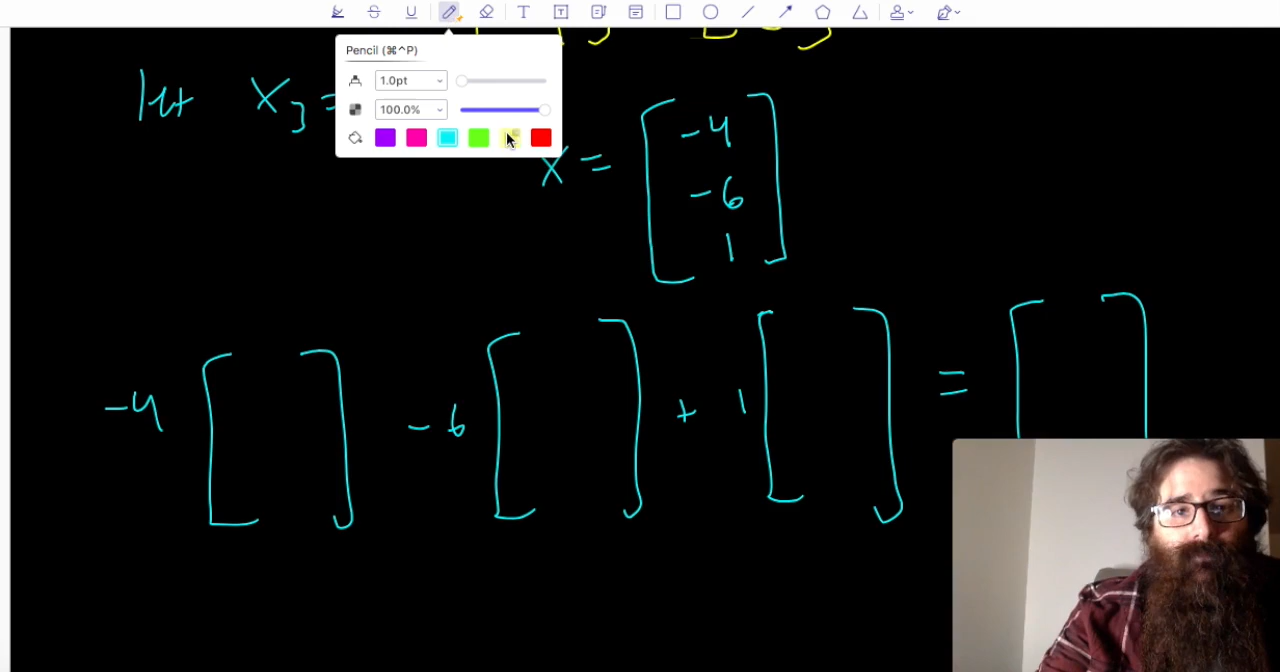 Pencil (⌘^P)
1.0pt
100.0%
let x₃ =
x = [ -4
-6
1 ]
-4 [ ] - 6 [ ] + 1 [ ] = [ ]